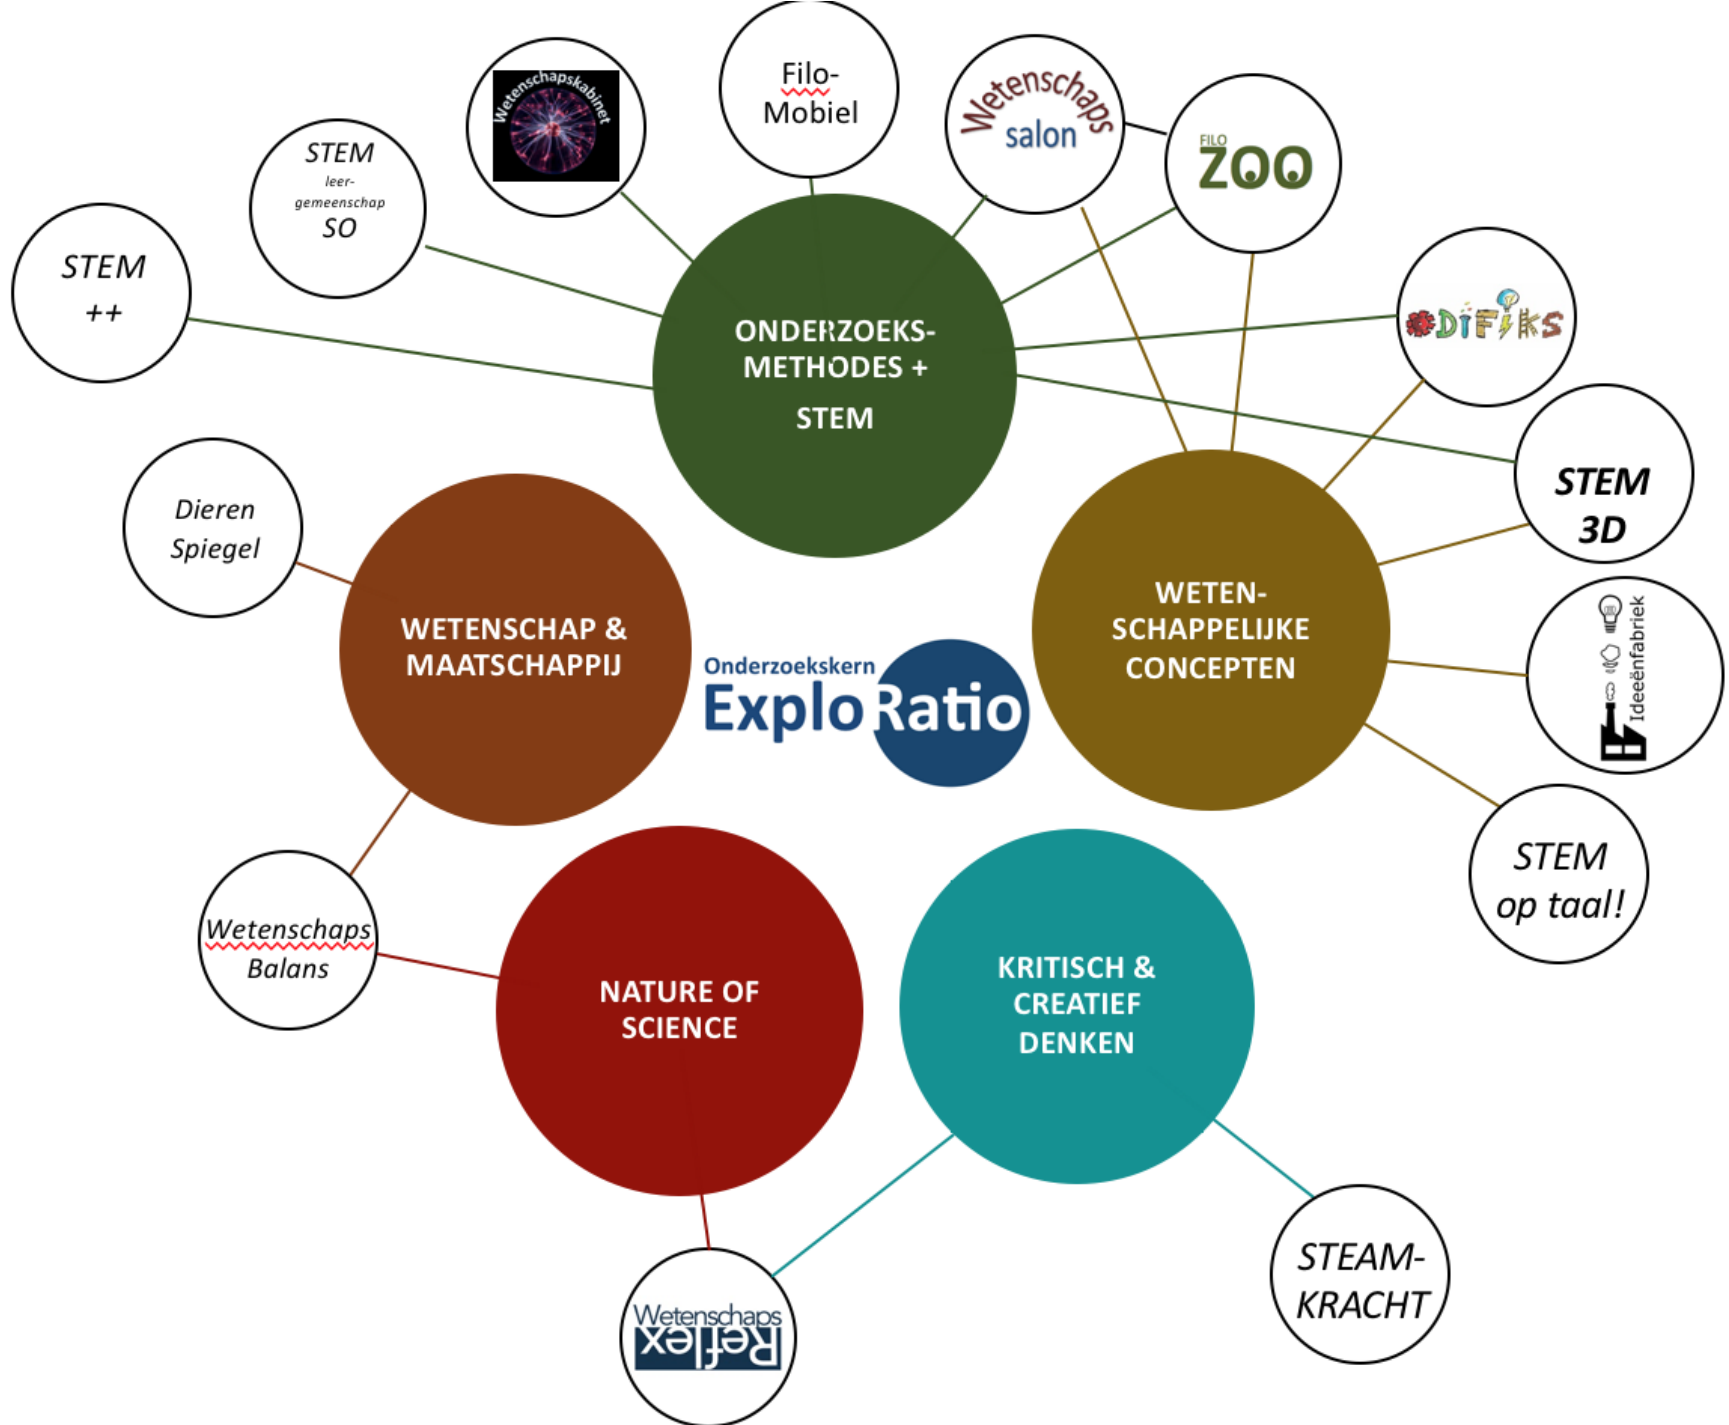 Wetenschapskabinet
Filo-
Mobiel
Wetenschaps
salon
FILO
ZOO
STEM
leer-
gemeenschap
SO
STEM
++
ONDERZOEKS-
METHODES +
STEM
ODiFiKS
STEM
3D
Dieren
Spiegel
WETENSCHAP &
MAATSCHAPPIJ
Onderzoekskern
ExploRatio
WETEN-
SCHAPPELIJKE
CONCEPTEN
Ideeënfabriek
STEM
op taal!
Wetenschaps
Balans
NATURE OF
SCIENCE
KRITISCH &
CREATIEF
DENKEN
Wetenschaps
Reflex
STEAM-
KRACHT